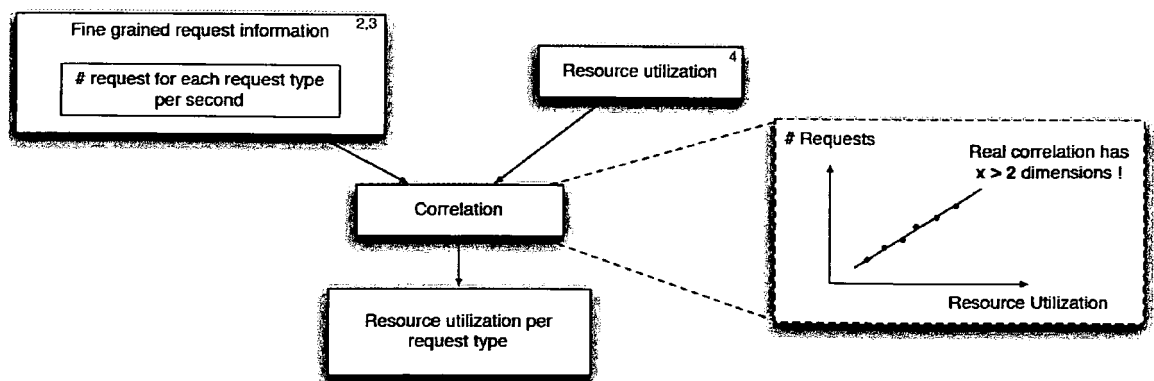 Fine grained request information
2,3
# request for each request type
per second
Resource utilization
4
Correlation
Resource utilization per
request type
# Requests
Real correlation has
x > 2 dimensions !
Resource Utilization